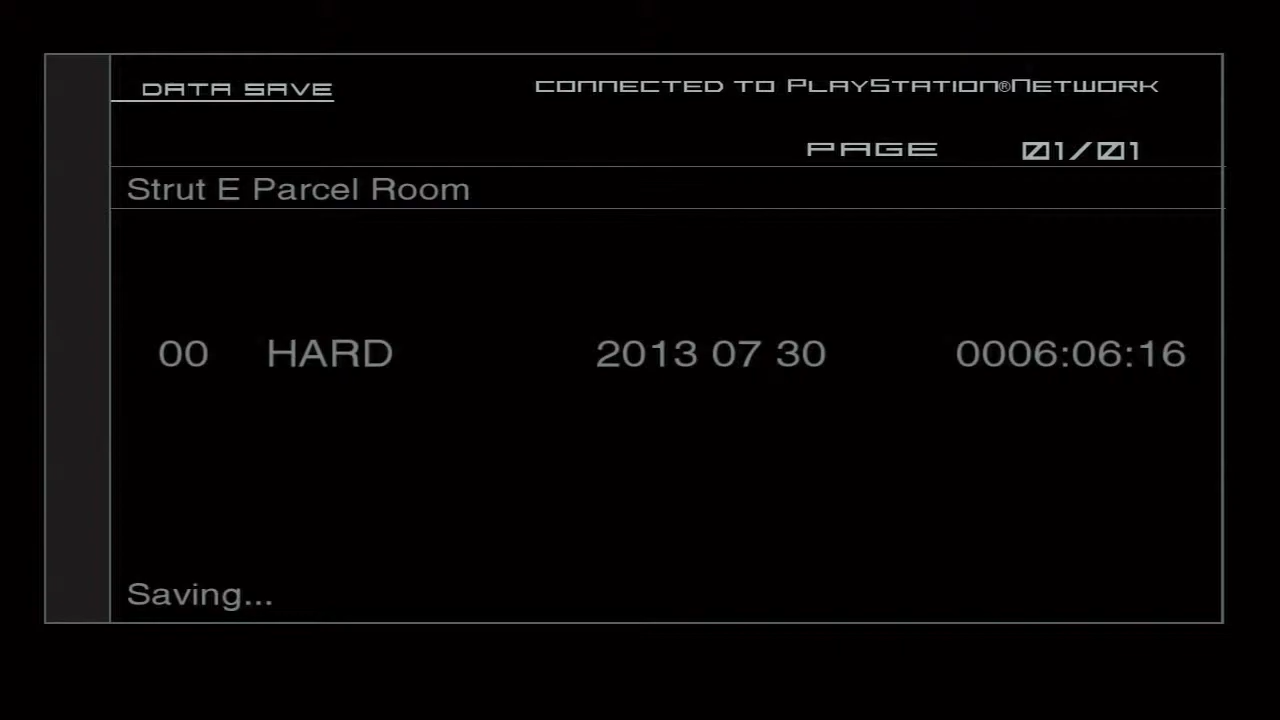 DATA SAVE
CONNECTED TO PLAYSTATION®NETWORK
PAGE 01/01
Strut E Parcel Room
00 HARD 2013 07 30 0006:06:16
Saving...